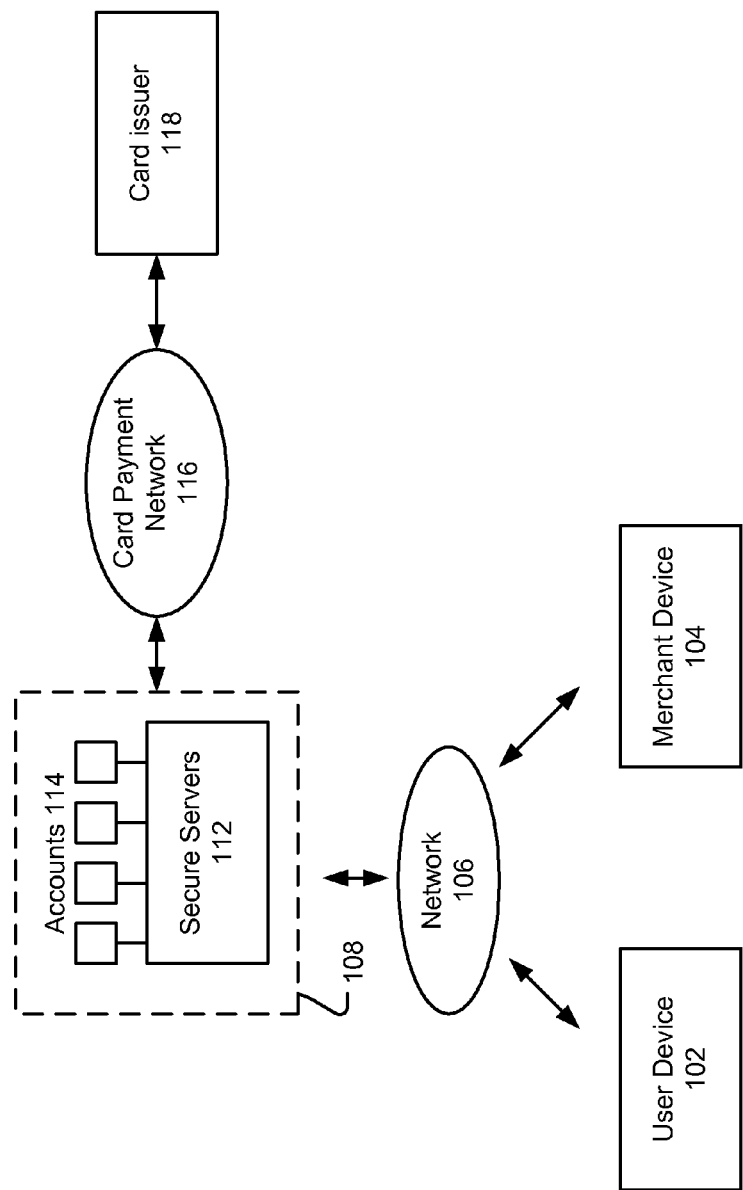 Accounts 114
Secure Servers
112
108
Card Payment
Network
116
Card issuer
118
Network
106
User Device
102
Merchant Device
104